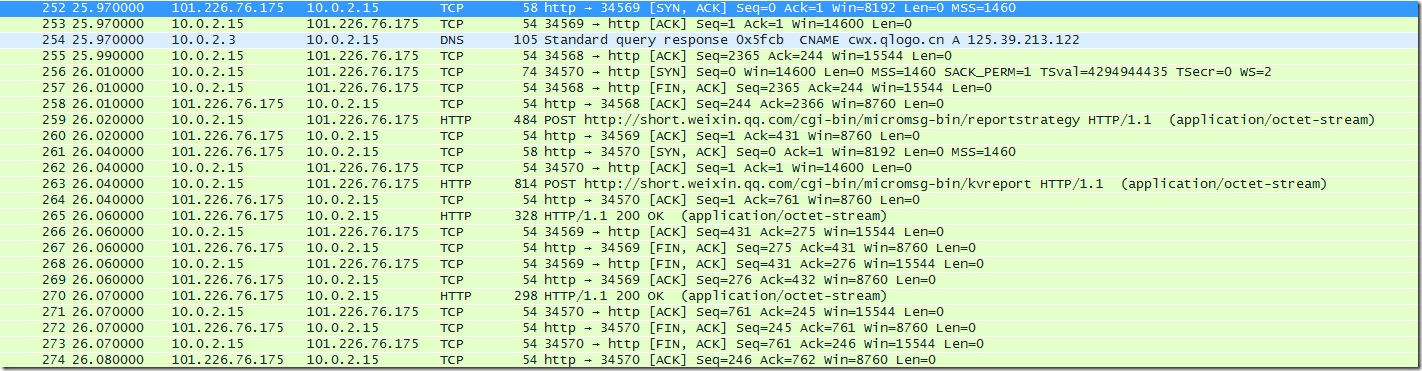 252 25.970000 101.226.76.175 10.0.2.15 TCP 58 http → 34569 [SYN, ACK] Seq=0 Ack=1 Win=8192 Len=0 MSS=1460
253 25.970000 10.0.2.15 101.226.76.175 TCP 54 34569 → http [ACK] Seq=1 Ack=1 Win=14600 Len=0
254 25.970000 10.0.2.3 10.0.2.15 DNS 105 Standard query response 0x5fcb CNAME cwx.qlogo.cn A 125.39.213.122
255 25.990000 10.0.2.15 101.226.76.175 TCP 54 34568 → http [ACK] Seq=2365 Ack=244 Win=15544 Len=0
256 26.010000 10.0.2.15 101.226.76.175 TCP 74 34570 → http [SYN] Seq=0 Win=14600 Len=0 MSS=1460 SACK_PERM=1 TSval=4294944435 TSecr=0 WS=2
257 26.010000 10.0.2.15 101.226.76.175 TCP 54 34568 → http [FIN, ACK] Seq=2365 Ack=244 Win=15544 Len=0
258 26.010000 101.226.76.175 10.0.2.15 TCP 54 http → 34568 [ACK] Seq=244 Ack=2366 Win=8760 Len=0
259 26.020000 10.0.2.15 101.226.76.175 HTTP 484 POST http://short.weixin.qq.com/cgi-bin/micromsg-bin/reportstrategy HTTP/1.1 (application/octet-stream)
260 26.020000 101.226.76.175 10.0.2.15 TCP 54 http → 34569 [ACK] Seq=1 Ack=431 Win=8760 Len=0
261 26.040000 101.226.76.175 10.0.2.15 TCP 58 http → 34570 [SYN, ACK] Seq=0 Ack=1 Win=8192 Len=0 MSS=1460
262 26.040000 10.0.2.15 101.226.76.175 TCP 54 34570 → http [ACK] Seq=1 Ack=1 Win=14600 Len=0
263 26.040000 10.0.2.15 101.226.76.175 HTTP 814 POST http://short.weixin.qq.com/cgi-bin/micromsg-bin/kvreport HTTP/1.1 (application/octet-stream)
264 26.040000 101.226.76.175 10.0.2.15 TCP 54 http → 34570 [ACK] Seq=1 Ack=761 Win=8760 Len=0
265 26.060000 101.226.76.175 10.0.2.15 HTTP 328 HTTP/1.1 200 OK (application/octet-stream)
266 26.060000 10.0.2.15 101.226.76.175 TCP 54 34569 → http [ACK] Seq=431 Ack=275 Win=15544 Len=0
267 26.060000 101.226.76.175 10.0.2.15 TCP 54 http → 34569 [FIN, ACK] Seq=275 Ack=431 Win=8760 Len=0
268 26.060000 10.0.2.15 101.226.76.175 TCP 54 34569 → http [FIN, ACK] Seq=431 Ack=276 Win=15544 Len=0
269 26.060000 101.226.76.175 10.0.2.15 TCP 54 http → 34569 [ACK] Seq=276 Ack=432 Win=8760 Len=0
270 26.070000 101.226.76.175 10.0.2.15 HTTP 298 HTTP/1.1 200 OK (application/octet-stream)
271 26.070000 10.0.2.15 101.226.76.175 TCP 54 34570 → http [ACK] Seq=761 Ack=245 Win=15544 Len=0
272 26.070000 101.226.76.175 10.0.2.15 TCP 54 http → 34570 [FIN, ACK] Seq=245 Ack=761 Win=8760 Len=0
273 26.070000 10.0.2.15 101.226.76.175 TCP 54 34570 → http [FIN, ACK] Seq=761 Ack=246 Win=15544 Len=0
274 26.080000 101.226.76.175 10.0.2.15 TCP 54 http → 34570 [ACK] Seq=246 Ack=762 Win=8760 Len=0